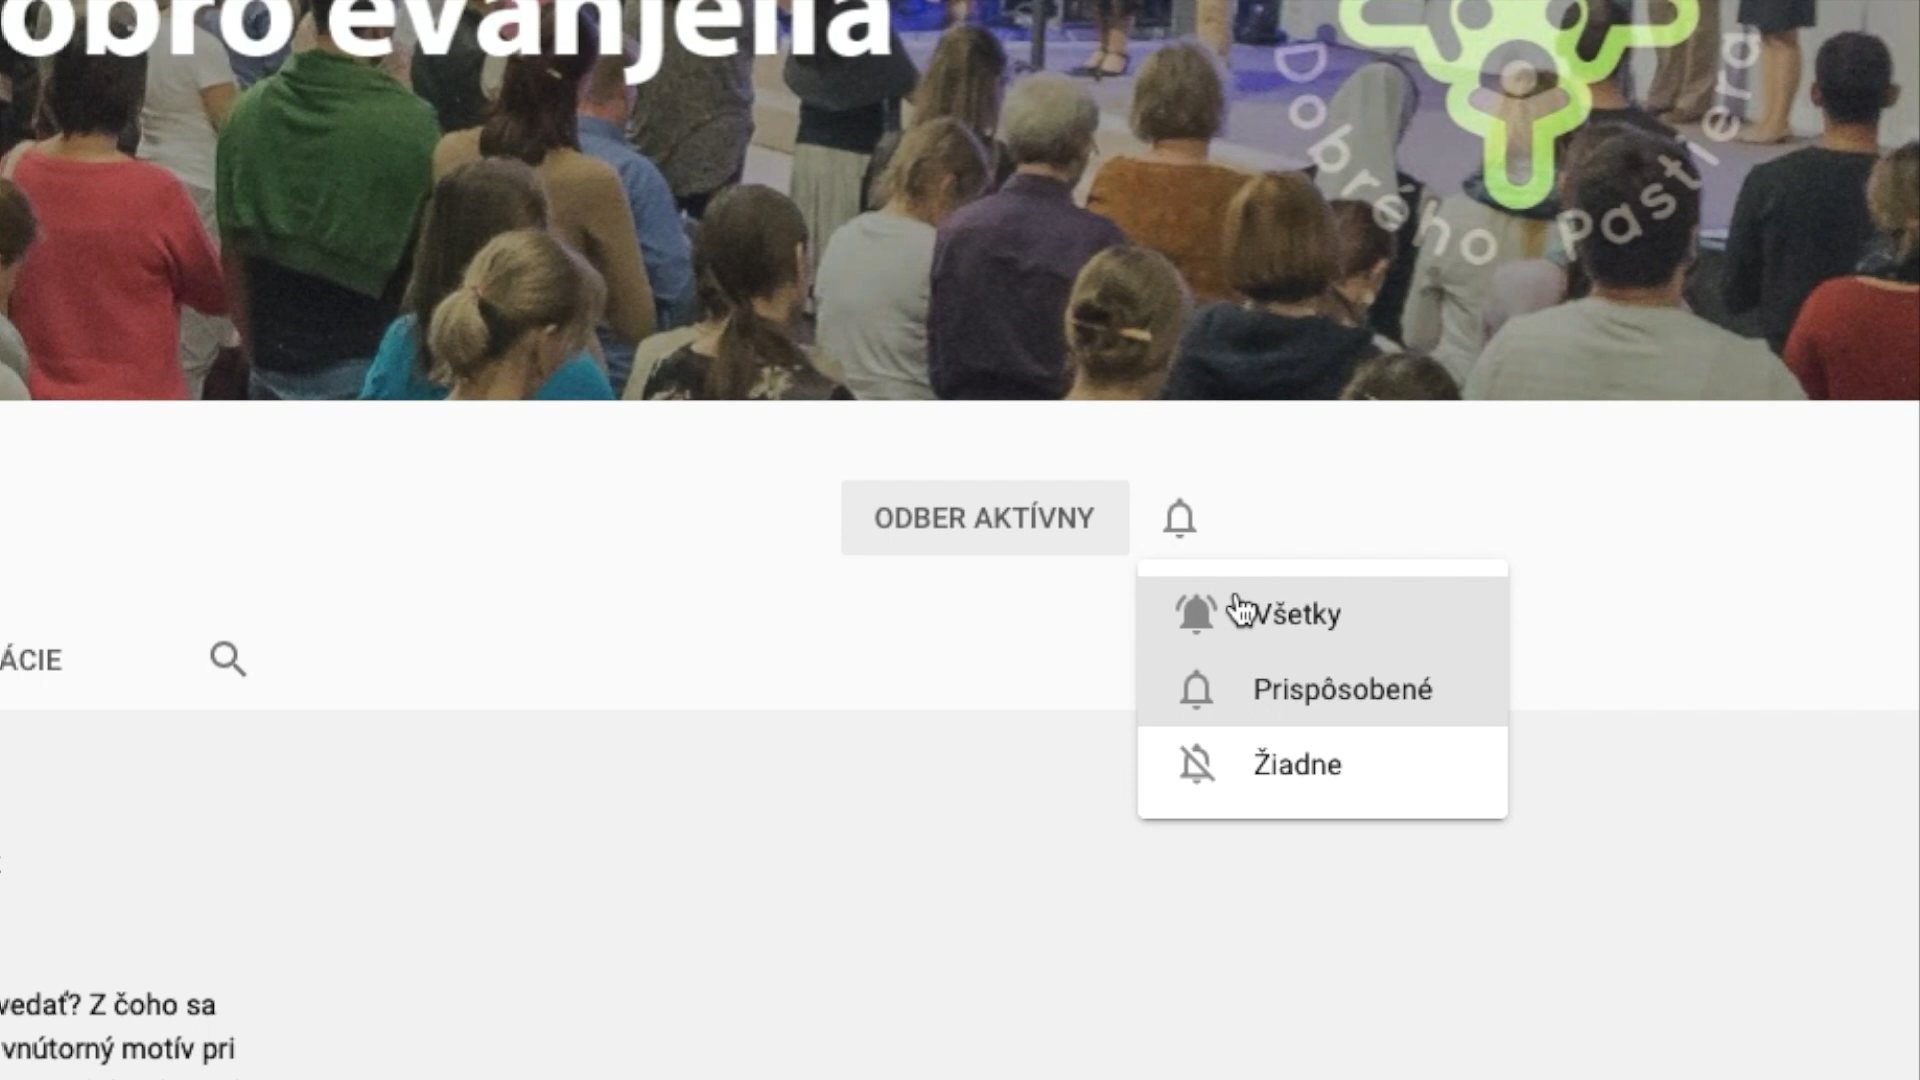 obro evanjelia
Dobrého Pastiera
ODBER AKTÍVNY
Všetky
ÁCIE
Prispôsobené
Žiadne
vedať? Z čoho sa
vnútorný motív pri